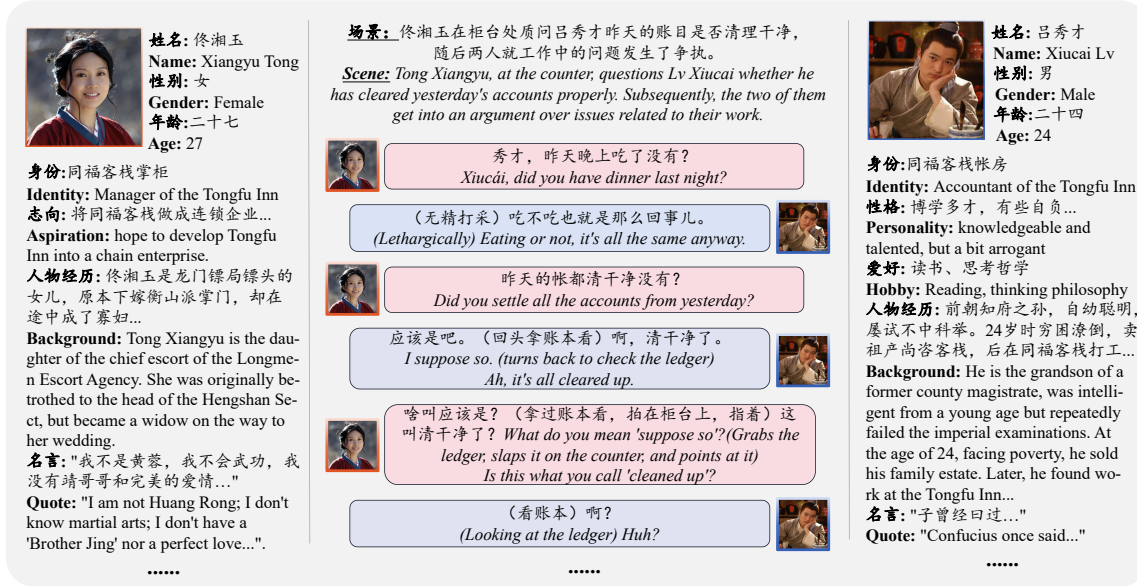 姓名: 佟湘玉
Name: Xiangyu Tong
性别: 女
Gender: Female
年龄:二十七
Age: 27
身份:同福客栈掌柜
Identity: Manager of the Tongfu Inn
志向: 将同福客栈做成连锁企业...
Aspiration: hope to develop Tongfu
Inn into a chain enterprise.
人物经历: 佟湘玉是龙门镖局镖头的
女儿，原本下嫁衡山派掌门，却在
途中成了寡妇...
Background: Tong Xiangyu is the dau-
ghter of the chief escort of the Longme-
n Escort Agency. She was originally be-
trothed to the head of the Hengshan Se-
ct, but became a widow on the way to
her wedding.
名言: "我不是黄蓉，我不会武功，我
没有靖哥哥和完美的爱情…"
Quote: "I am not Huang Rong; I don't
know martial arts; I don't have a
'Brother Jing' nor a perfect love...".
......
场景：佟湘玉在柜台处质问吕秀才昨天的账目是否清理干净，
随后两人就工作中的问题发生了争执。
Scene: Tong Xiangyu, at the counter, questions Lv Xiucai whether he
has cleared yesterday's accounts properly. Subsequently, the two of them
get into an argument over issues related to their work.
秀才，昨天晚上吃了没有？
Xiucái, did you have dinner last night?
（无精打采）吃不吃也就是那么回事儿。
(Lethargically) Eating or not, it's all the same anyway.
昨天的帐都清干净没有？
Did you settle all the accounts from yesterday?
应该是吧。（回头拿账本看）啊，清干净了。
I suppose so. (turns back to check the ledger)
Ah, it's all cleared up.
啥叫应该是？（拿过账本看，拍在柜台上，指着）这
叫清干净了？What do you mean 'suppose so'?(Grabs the
ledger, slaps it on the counter, and points at it)
Is this what you call 'cleaned up'?
（看账本）啊？
(Looking at the ledger) Huh?
......
姓名: 吕秀才
Name: Xiucai Lv
性别: 男
Gender: Male
年龄: 二十四
Age: 24
身份:同福客栈帐房
Identity: Accountant of the Tongfu Inn
性格: 博学多才，有些自负...
Personality: knowledgeable and
talented, but a bit arrogant
爱好: 读书、思考哲学
Hobby: Reading, thinking philosophy
人物经历: 前朝知府之孙，自幼聪明，
屡试不中科举。24岁时穷困潦倒，卖
祖产尚咨客栈，后在同福客栈打工...
Background: He is the grandson of a
former county magistrate, was intelli-
gent from a young age but repeatedly
failed the imperial examinations. At
the age of 24, facing poverty, he sold
his family estate. Later, he found wo-
rk at the Tongfu Inn...
名言: "子曾经曰过…"
Quote: "Confucius once said..."
......